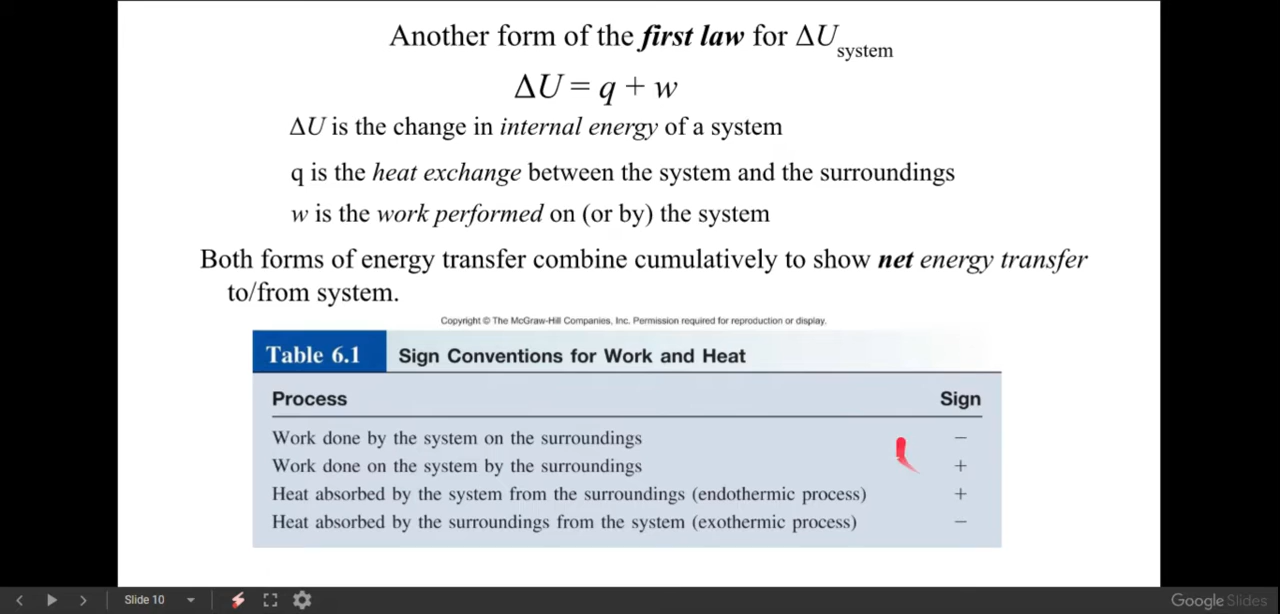 Another form of the first law for ΔU system
ΔU = q + w
ΔU is the change in internal energy of a system
q is the heat exchange between the system and the surroundings
w is the work performed on (or by) the system
Both forms of energy transfer combine cumulatively to show net energy transfer
to/from system.
Copyright © The McGraw-Hill Companies, Inc. Permission required for reproduction or display.
Table 6.1 Sign Conventions for Work and Heat
Process Sign
Work done by the system on the surroundings −
Work done on the system by the surroundings +
Heat absorbed by the system from the surroundings (endothermic process) +
Heat absorbed by the surroundings from the system (exothermic process) −
Slide 10
Google Slides